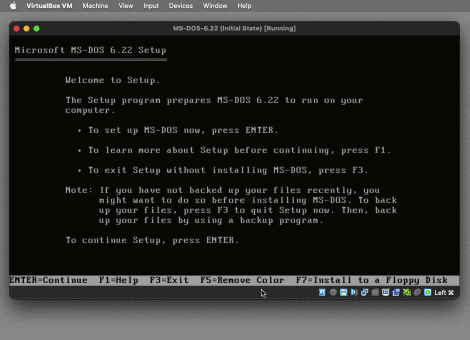 VirtualBox VM Machine View Input Devices Window Help
MS-DOS-6.22 (Initial State) [Running]
Microsoft MS-DOS 6.22 Setup
Welcome to Setup.
The Setup program prepares MS-DOS 6.22 to run on your
computer.
• To set up MS-DOS now, press ENTER.
• To learn more about Setup before continuing, press F1.
• To exit Setup without installing MS-DOS, press F3.
Note: If you have not backed up your files recently, you
might want to do so before installing MS-DOS. To back
up your files, press F3 to quit Setup now. Then, back
up your files by using a backup program.
To continue Setup, press ENTER.
ENTER=Continue F1=Help F3=Exit F5=Remove Color F7=Install to a Floppy Disk
Left ⌘